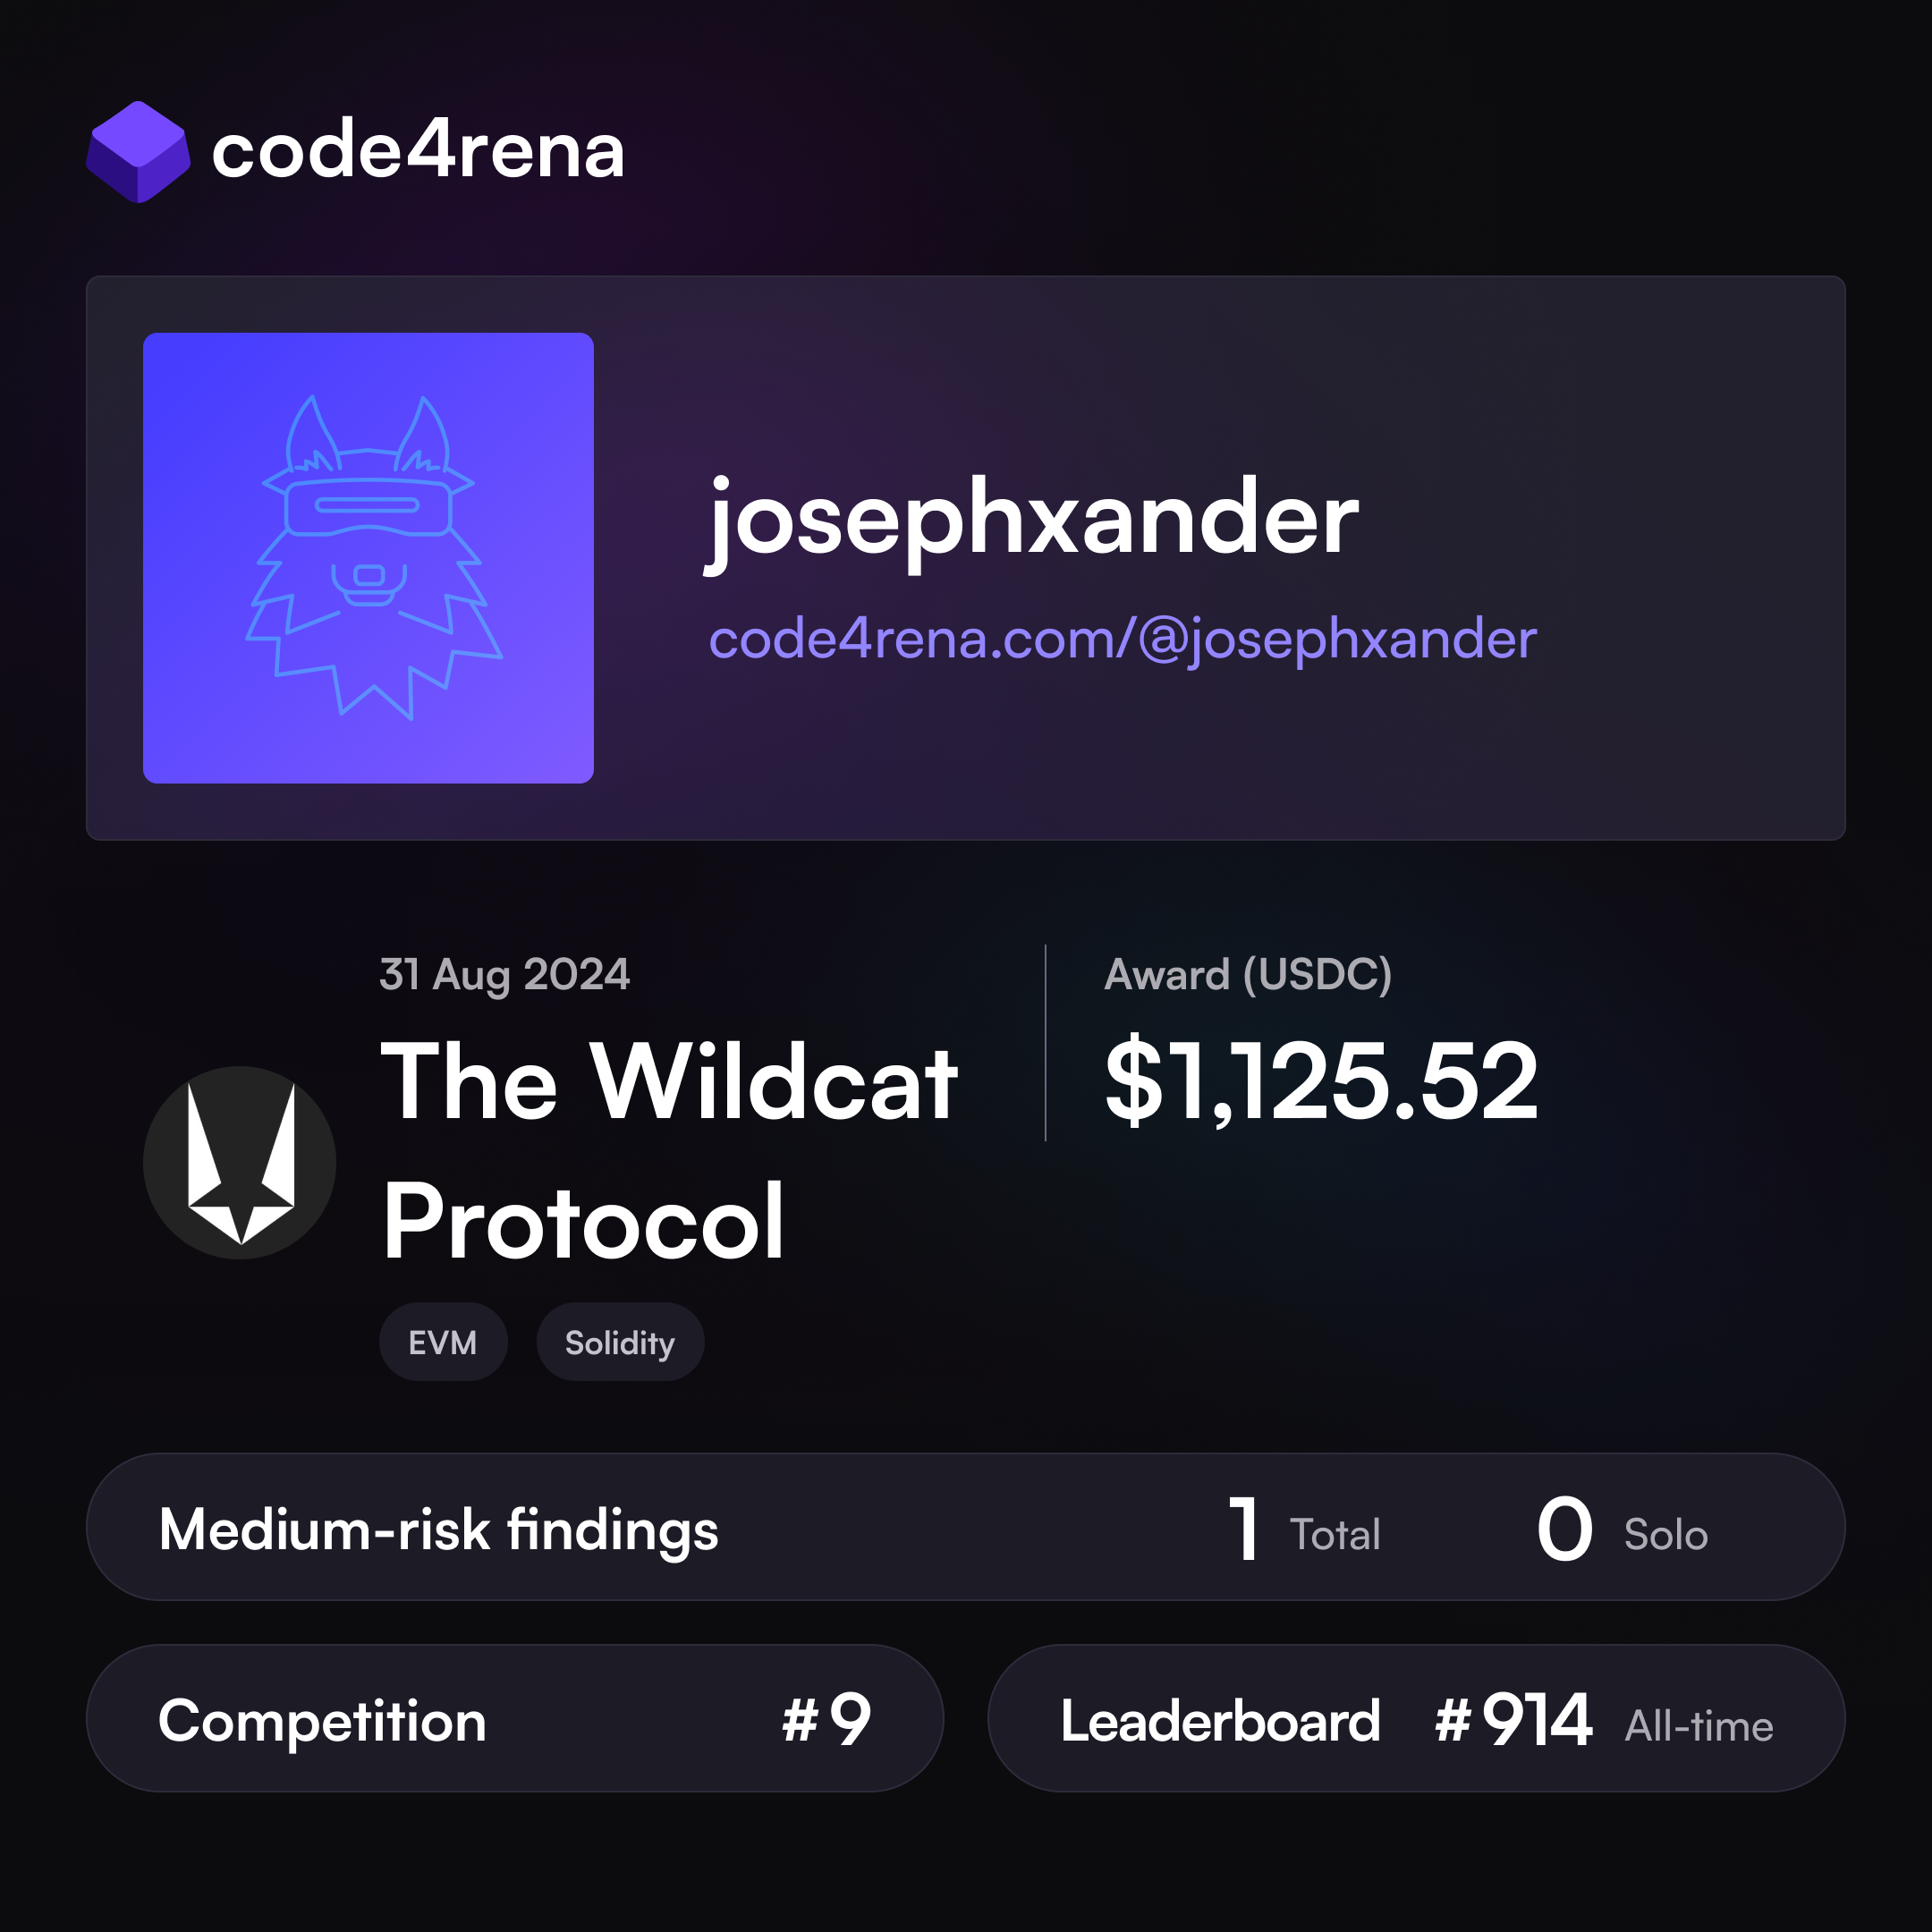 code4rena
josephxander
code4rena.com/@josephxander
31 Aug 2024
The Wildcat
Protocol
EVM Solidity
Award (USDC)
$1,125.52
Medium-risk findings 1 Total 0 Solo
Competition #9
Leaderboard #914 All-time